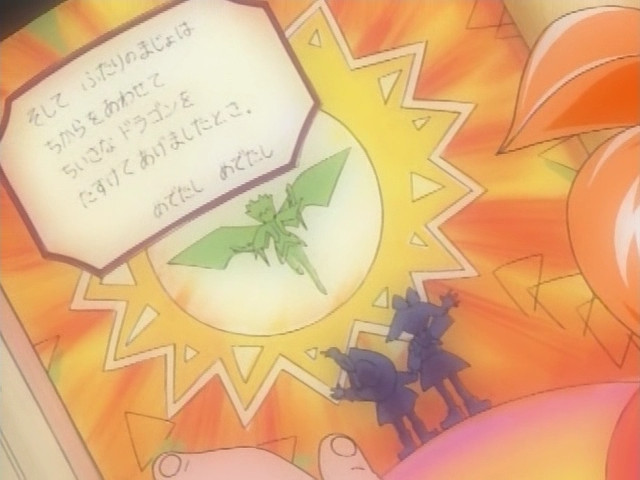 そして ふたりのまじょは
ちからをあわせて
ちいさな ドラゴンを
たすけて あげましたとさ。
めでたし めでたし